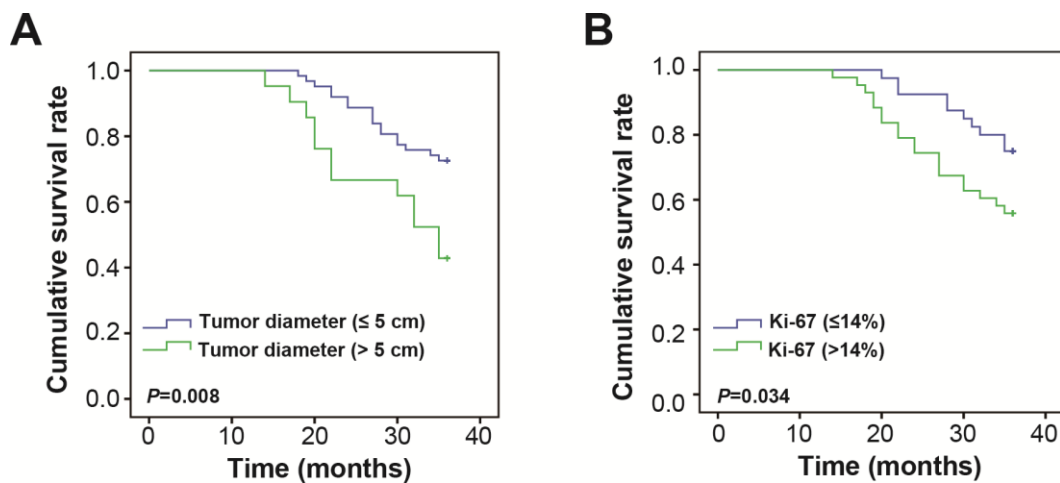 A
Cumulative survival rate
1.0
0.8
0.6
0.4
0.2
0.0
Tumor diameter (≤ 5 cm)
Tumor diameter (> 5 cm)
P=0.008
0 10 20 30 40
Time (months)
B
Cumulative survival rate
1.0
0.8
0.6
0.4
0.2
0.0
Ki-67 (≤14%)
Ki-67 (>14%)
P=0.034
0 10 20 30 40
Time (months)